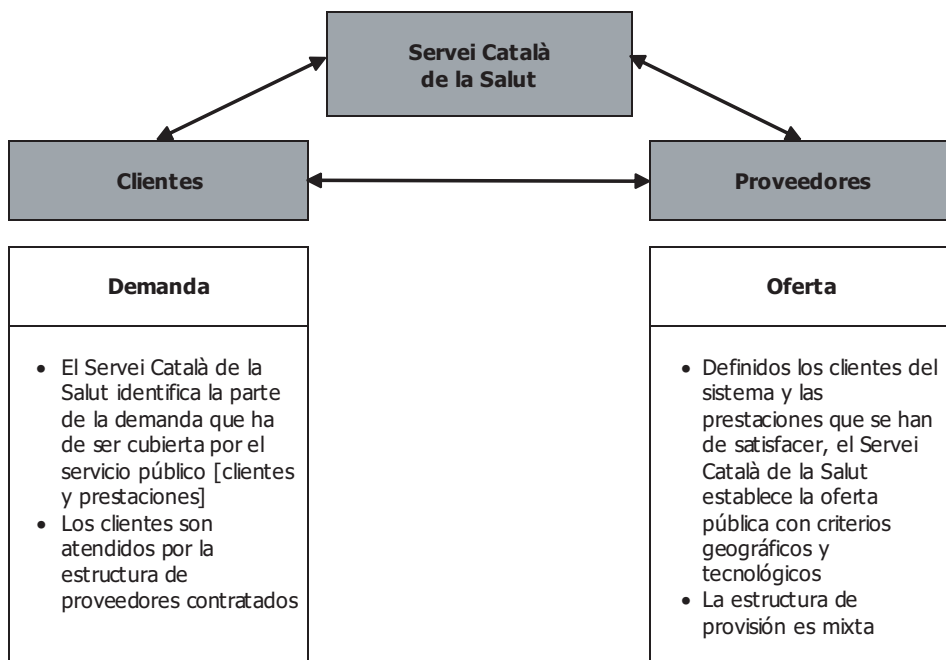 Servei Català
de la Salut
Clientes
Proveedores
Demanda
• El Servei Català de la
Salut identifica la parte
de la demanda que ha
de ser cubierta por el
servicio público [clientes
y prestaciones]
• Los clientes son
atendidos por la
estructura de
proveedores contratados
Oferta
• Definidos los clientes del
sistema y las
prestaciones que se han
de satisfacer, el Servei
Català de la Salut
establece la oferta
pública con criterios
geográficos y
tecnológicos
• La estructura de
provisión es mixta